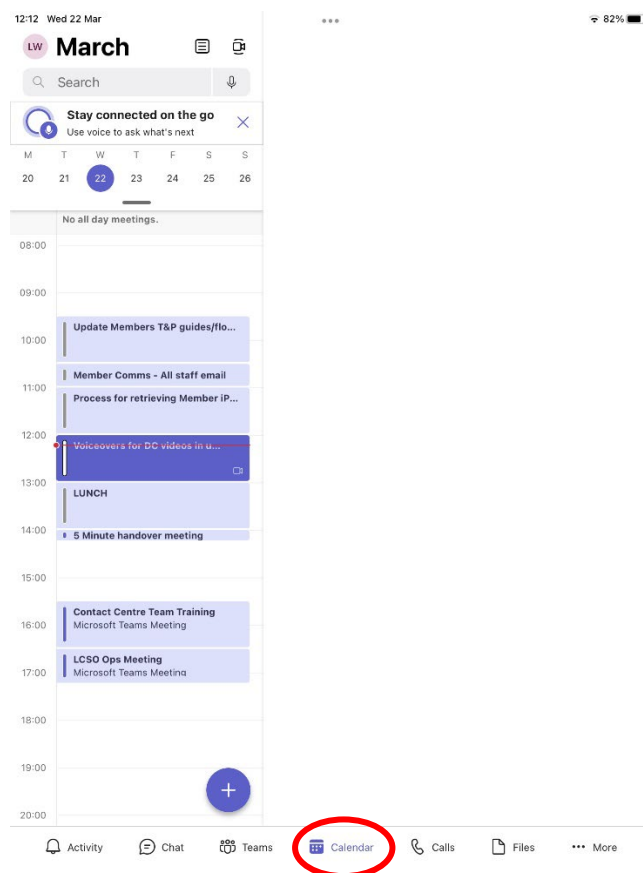 12:12 Wed 22 Mar
82%
LW March
Search
Stay connected on the go
Use voice to ask what's next
M T W T F S S
20 21 22 23 24 25 26
No all day meetings.
08:00
09:00
Update Members T&P guides/flo...
10:00
Member Comms - All staff email
11:00
Process for retrieving Member iP...
12:00
Voiceovers for DC videos in u...
13:00
LUNCH
14:00
5 Minute handover meeting
15:00
Contact Centre Team Training
16:00
Microsoft Teams Meeting
LCSO Ops Meeting
17:00
Microsoft Teams Meeting
18:00
19:00
20:00
Activity Chat Teams Calendar Calls Files More